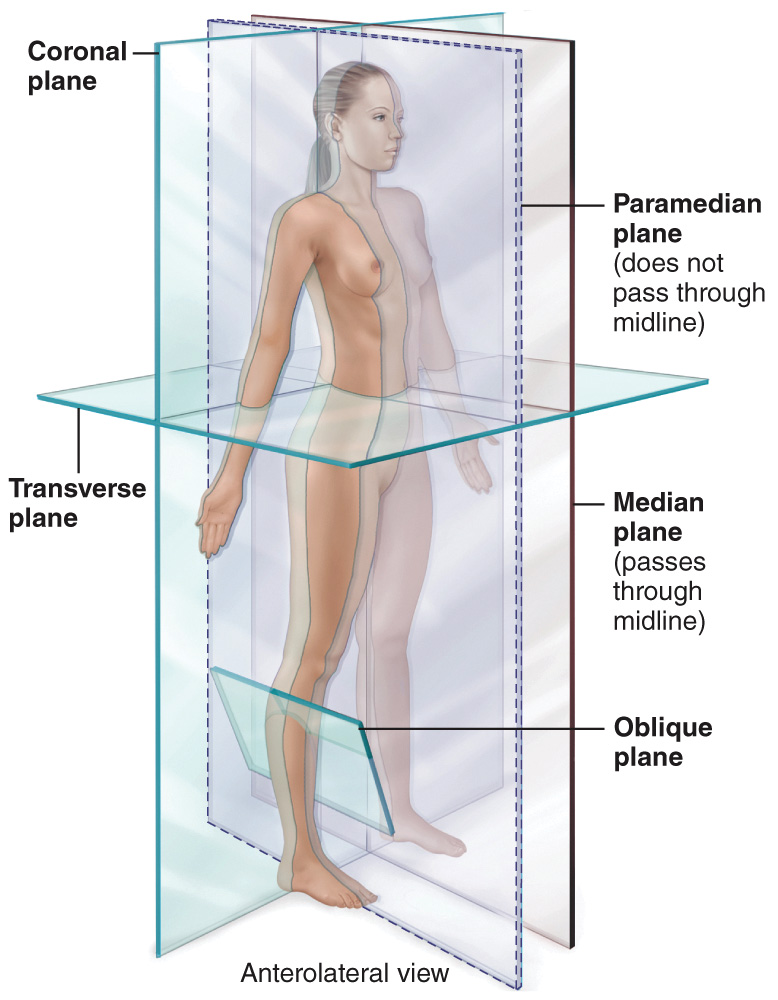 Coronal
plane
Paramedian
plane
(does not
pass through
midline)
Transverse
plane
Median
plane
(passes
through
midline)
Oblique
plane
Anterolateral view